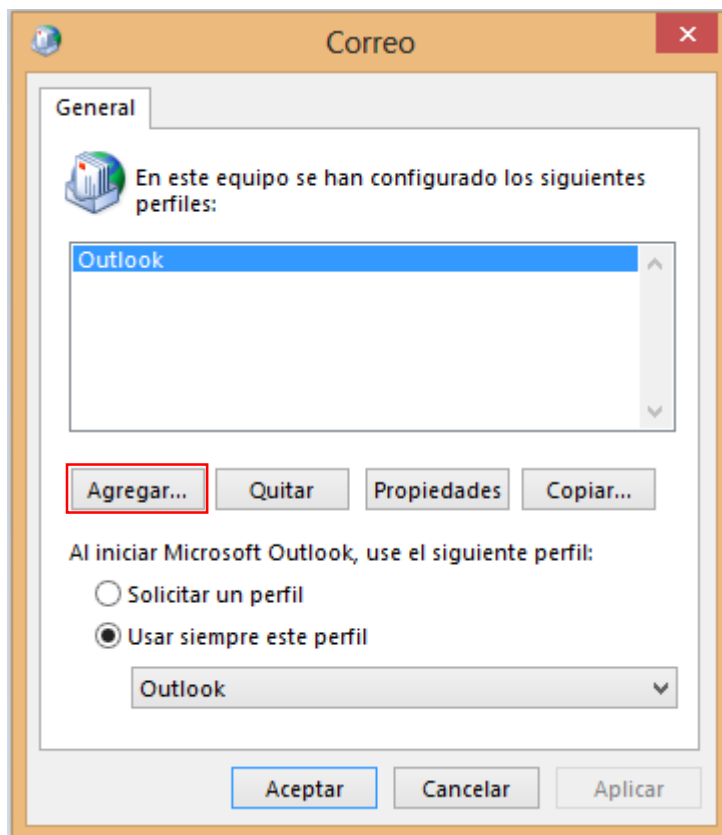 Correo
General
En este equipo se han configurado los siguientes
perfiles:
Outlook
Agregar... Quitar Propiedades Copiar...
Al iniciar Microsoft Outlook, use el siguiente perfil:
Solicitar un perfil
Usar siempre este perfil
Outlook
Aceptar Cancelar Aplicar